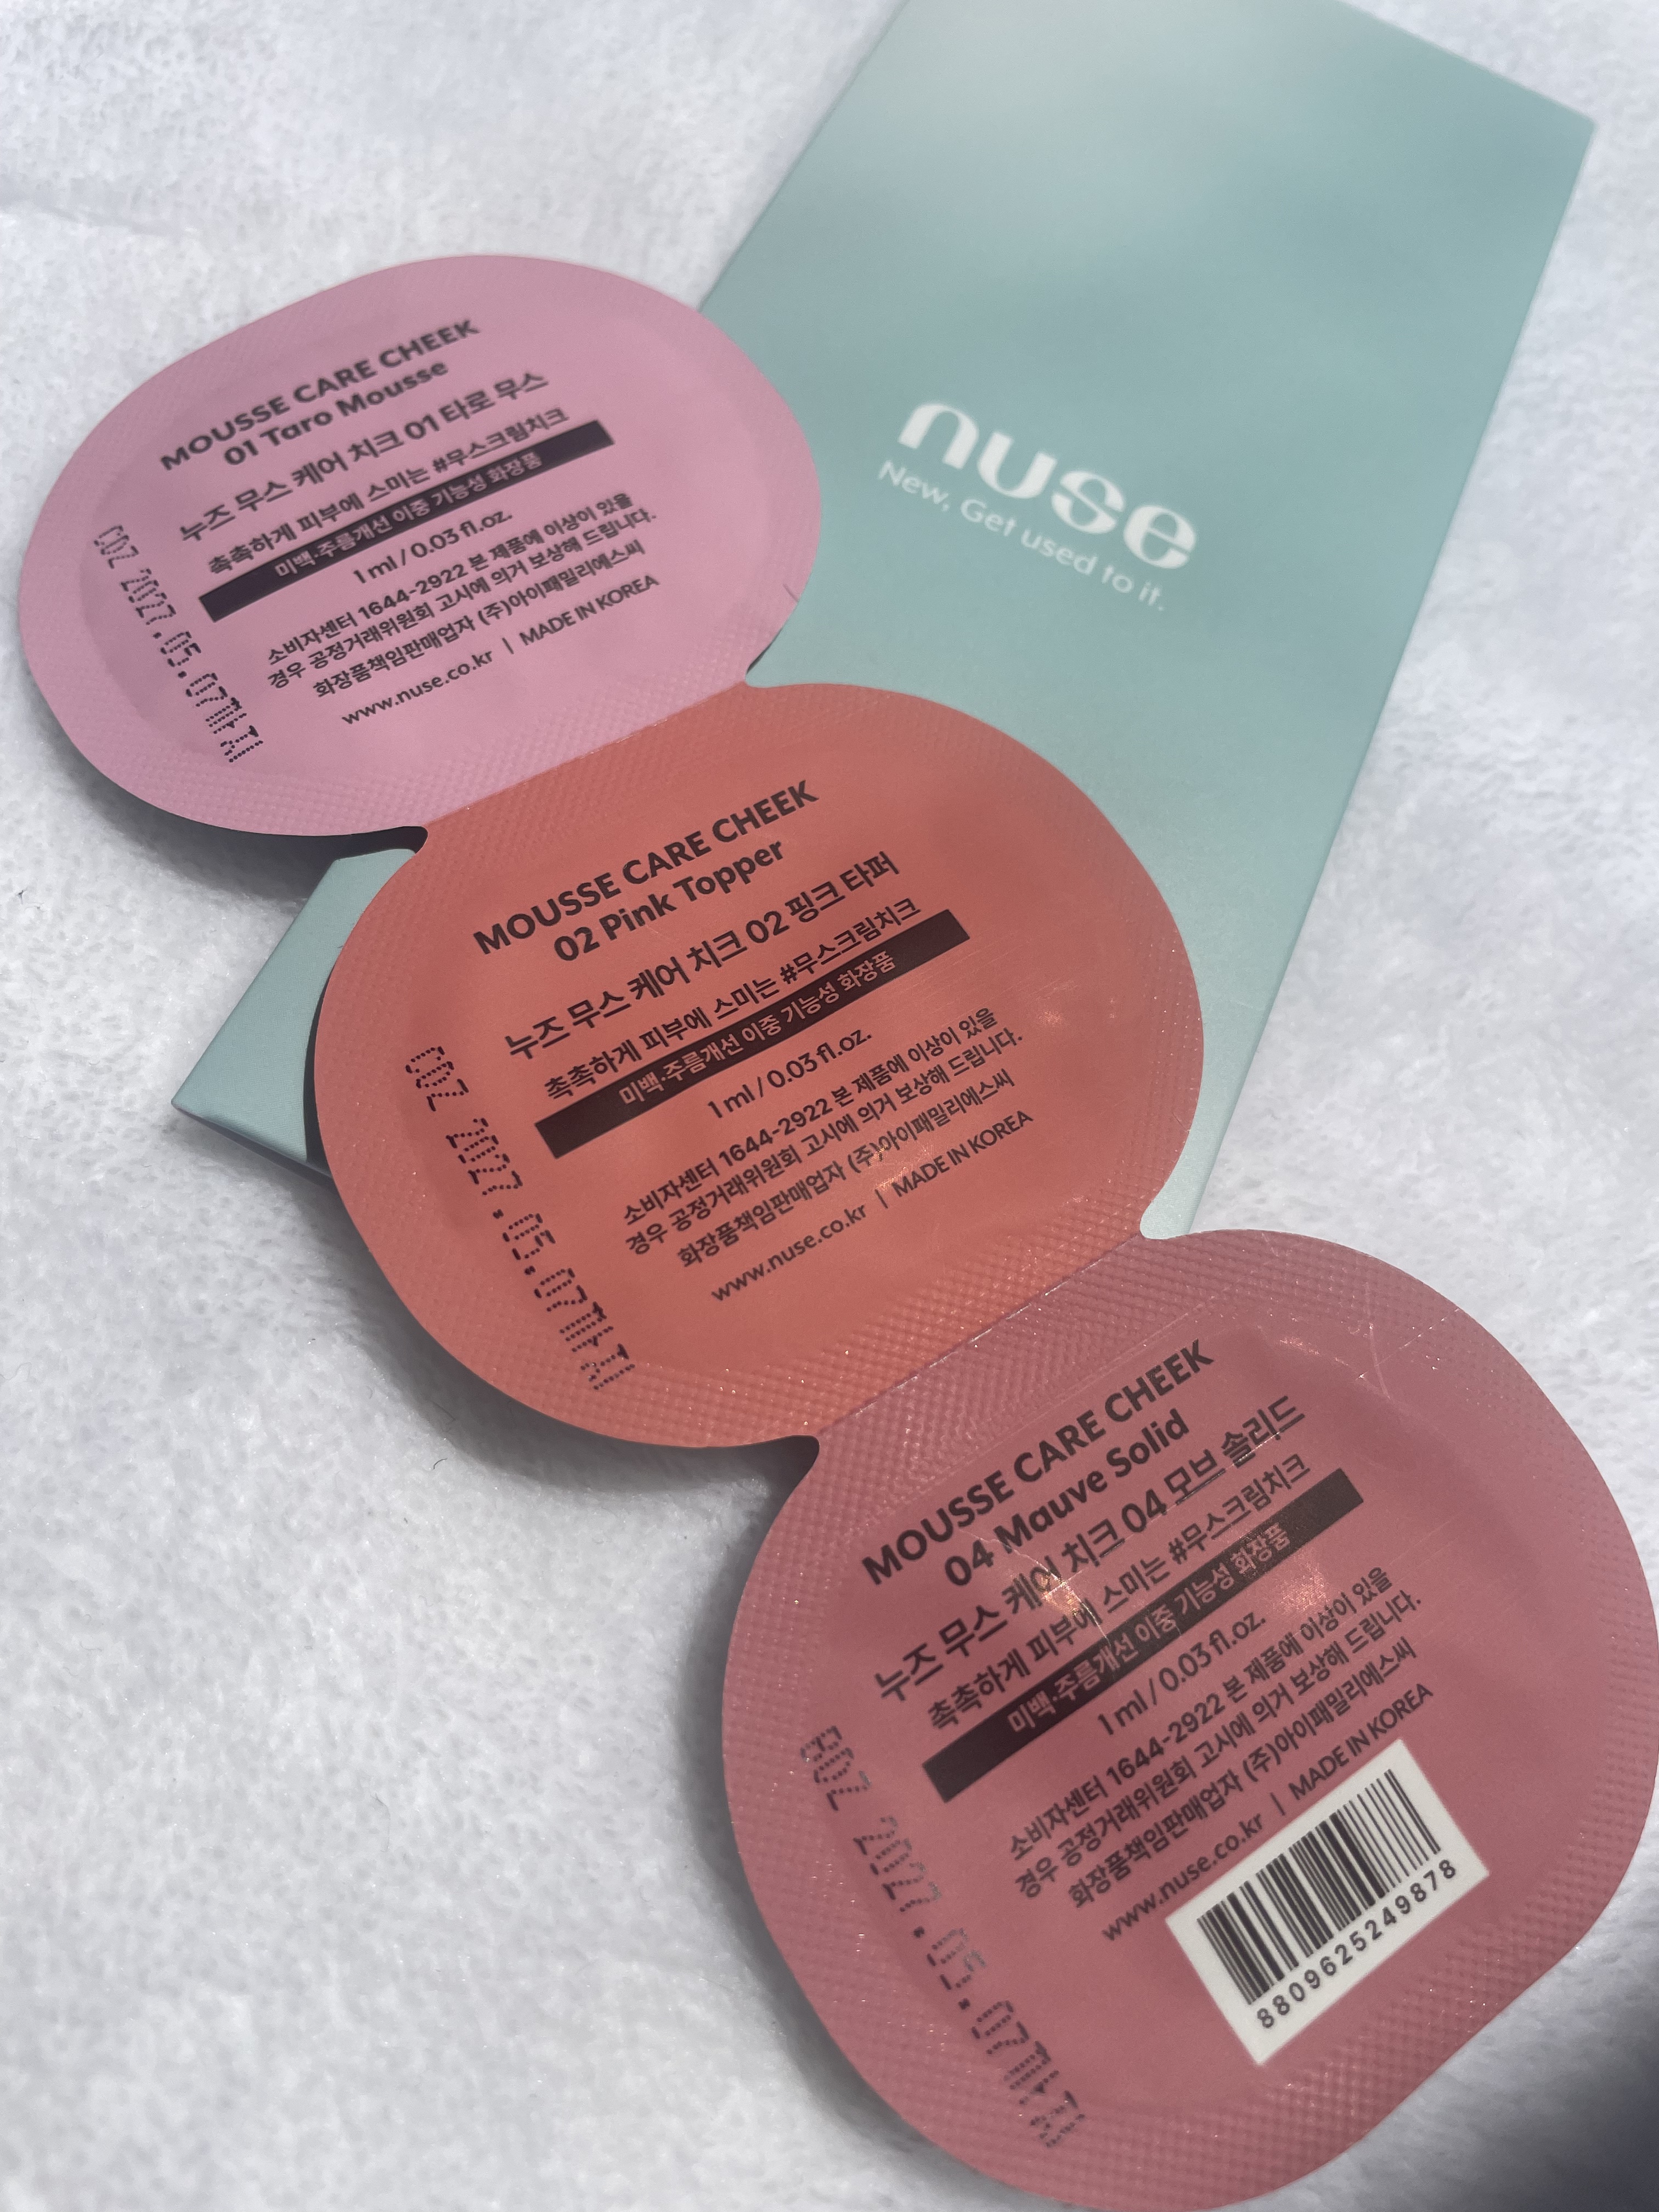 nuse
New, Get used to it.
MOUSSE CARE CHEEK
01 Taro Mousse
누즈 무스 케어 치크 01 타로 무스
촉촉하게 피부에 스미는 #무스크림치크
미백·주름개선 이중 기능성 화장품
1 ml / 0.03 fl.oz.
소비자센터 1644-2922 본 제품에 이상이 있을
경우 공정거래위원회 고시에 의거 보상해 드립니다.
화장품책임판매업자 (주)아이패밀리에스씨
www.nuse.co.kr | MADE IN KOREA
2027.05.07까지
MOUSSE CARE CHEEK
02 Pink Topper
누즈 무스 케어 치크 02 핑크 타퍼
촉촉하게 피부에 스미는 #무스크림치크
미백·주름개선 이중 기능성 화장품
1 ml / 0.03 fl.oz.
소비자센터 1644-2922 본 제품에 이상이 있을
경우 공정거래위원회 고시에 의거 보상해 드립니다.
화장품책임판매업자 (주)아이패밀리에스씨
www.nuse.co.kr | MADE IN KOREA
2027.05.07까지
MOUSSE CARE CHEEK
04 Mauve Solid
누즈 무스 케어 치크 04 모브 솔리드
촉촉하게 피부에 스미는 #무스크림치크
미백·주름개선 이중 기능성 화장품
1 ml / 0.03 fl.oz.
소비자센터 1644-2922 본 제품에 이상이 있을
경우 공정거래위원회 고시에 의거 보상해 드립니다.
화장품책임판매업자 (주)아이패밀리에스씨
www.nuse.co.kr | MADE IN KOREA
8809625249878
2027.05.07까지